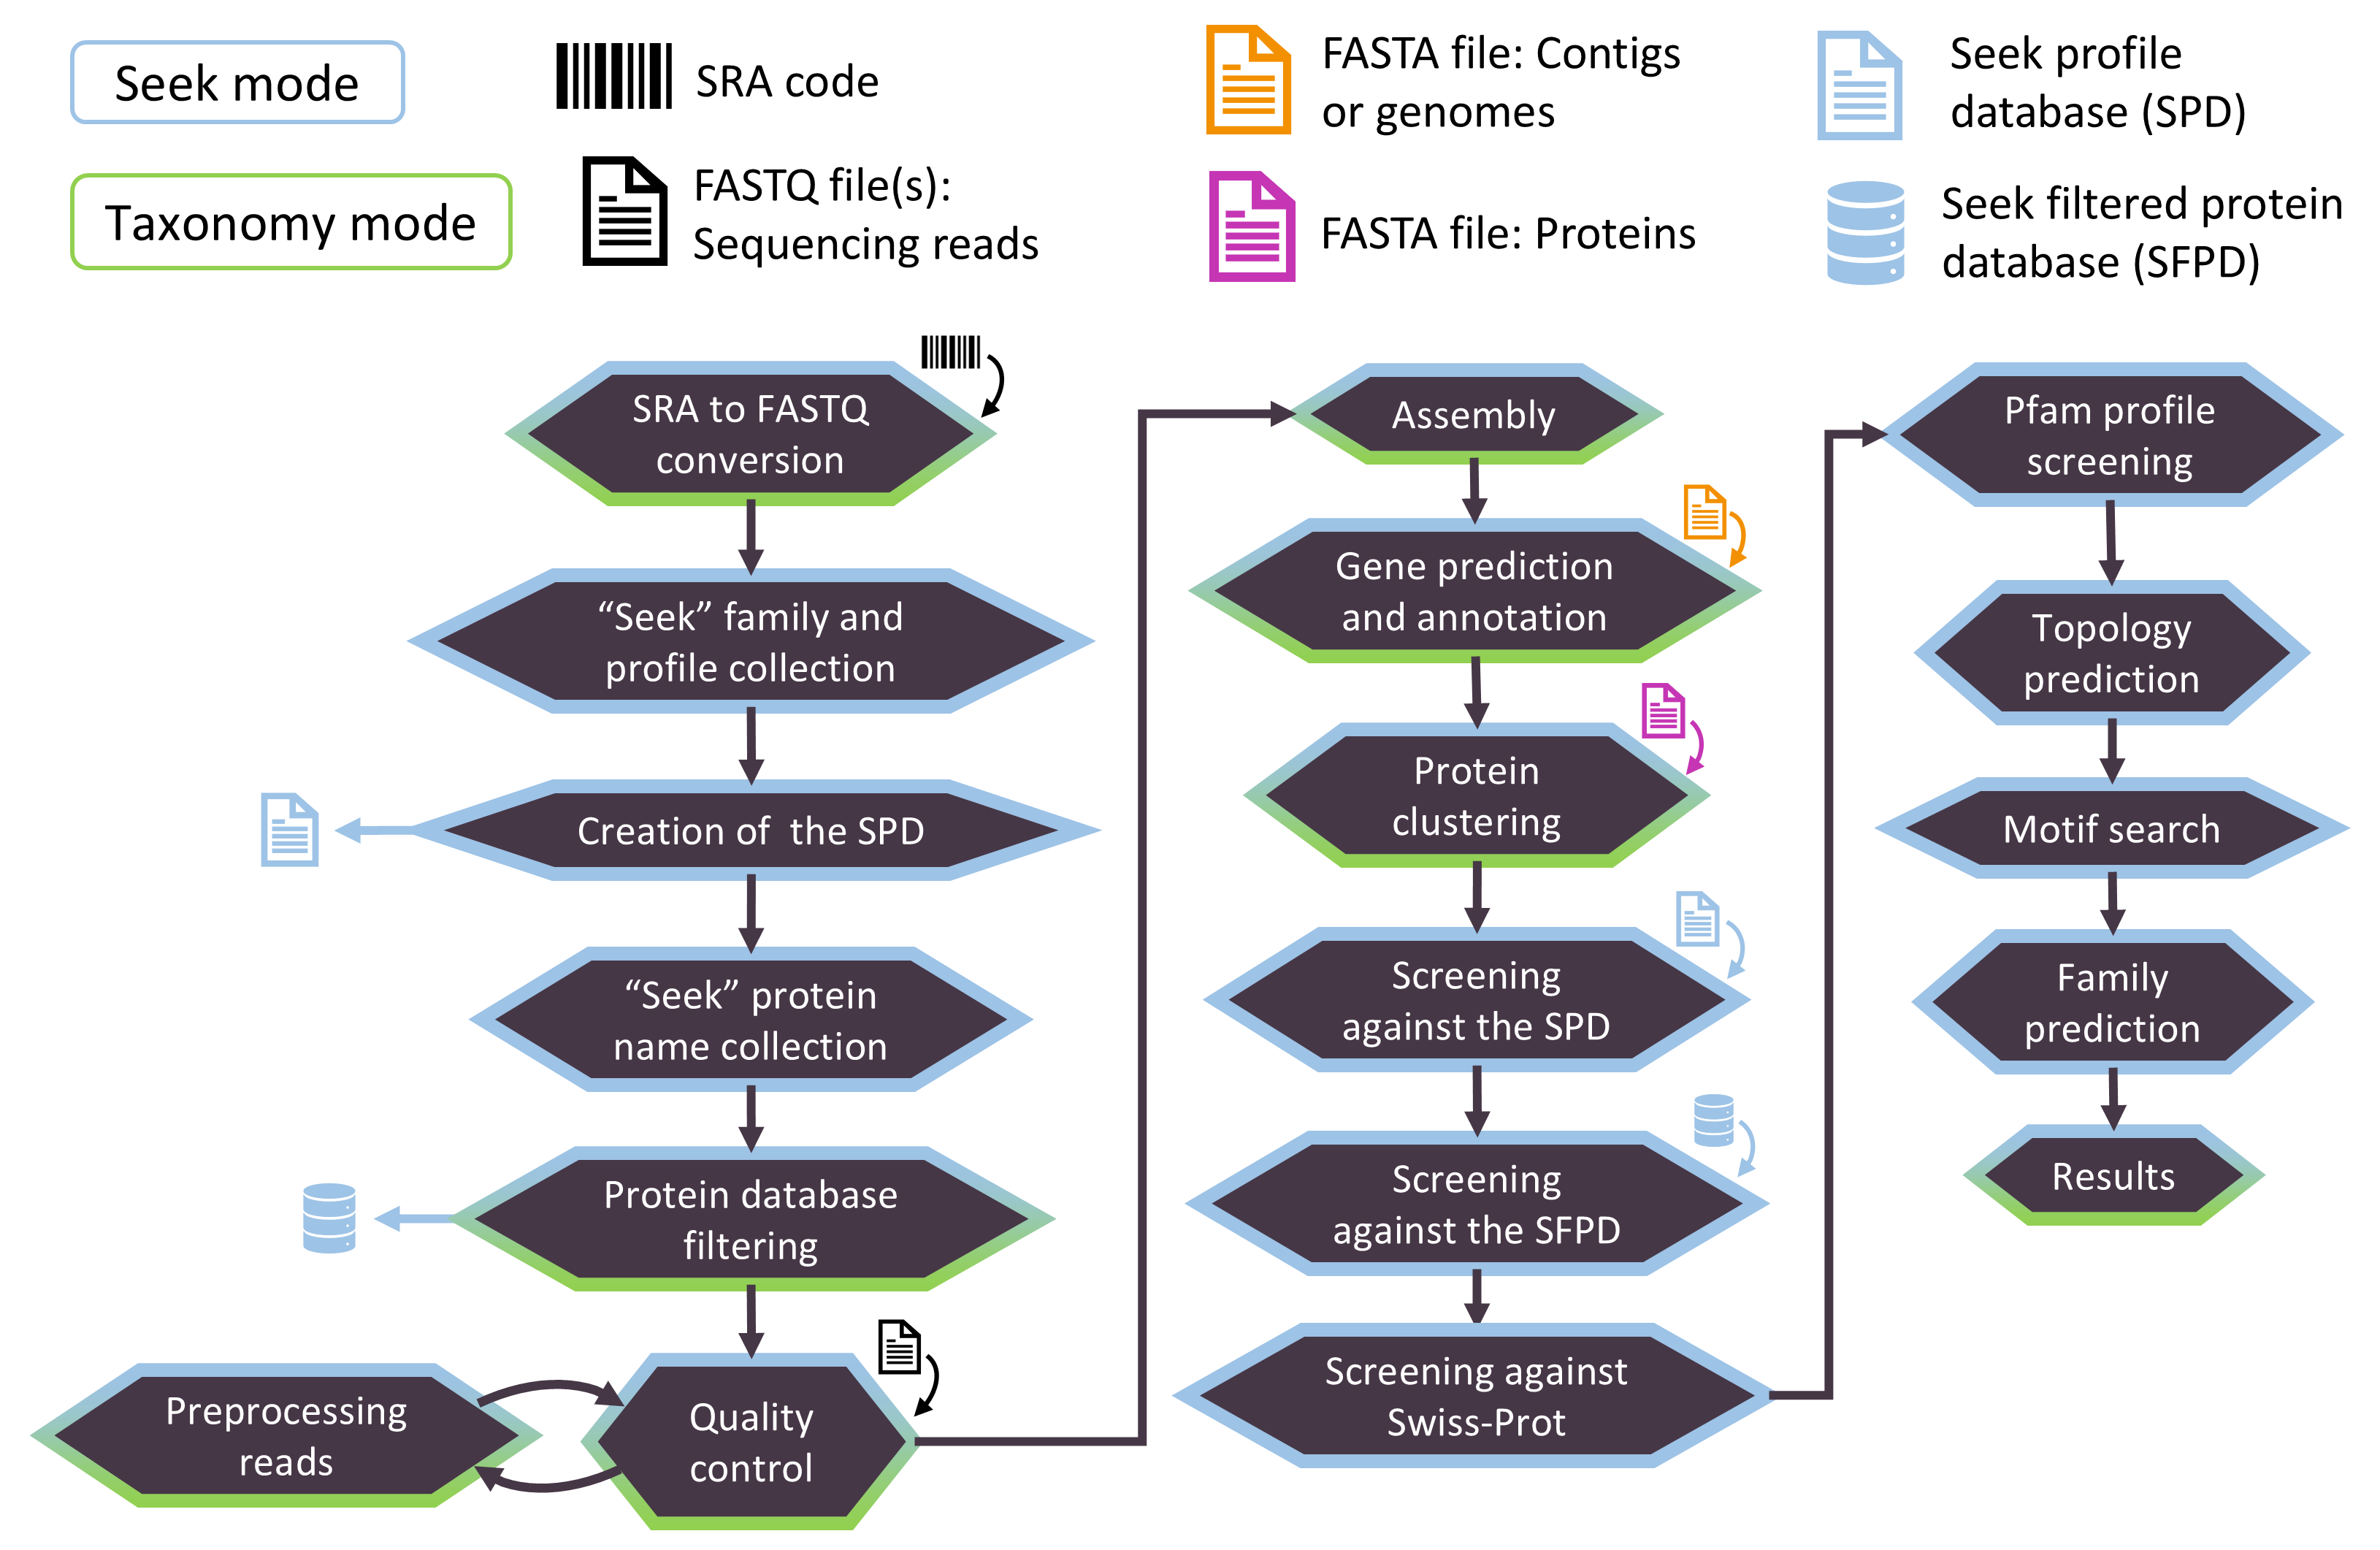 Seek mode
Taxonomy mode
SRA code
FASTQ file(s):
Sequencing reads
FASTA file: Contigs
or genomes
FASTA file: Proteins
Seek profile
database (SPD)
Seek filtered protein
database (SFPD)
SRA to FASTQ
conversion
“Seek” family and
profile collection
Creation of the SPD
“Seek” protein
name collection
Protein database
filtering
Preprocessing
reads
Quality
control
Assembly
Gene prediction
and annotation
Protein
clustering
Screening
against the SPD
Screening
against the SFPD
Screening against
Swiss-Prot
Pfam profile
screening
Topology
prediction
Motif search
Family
prediction
Results